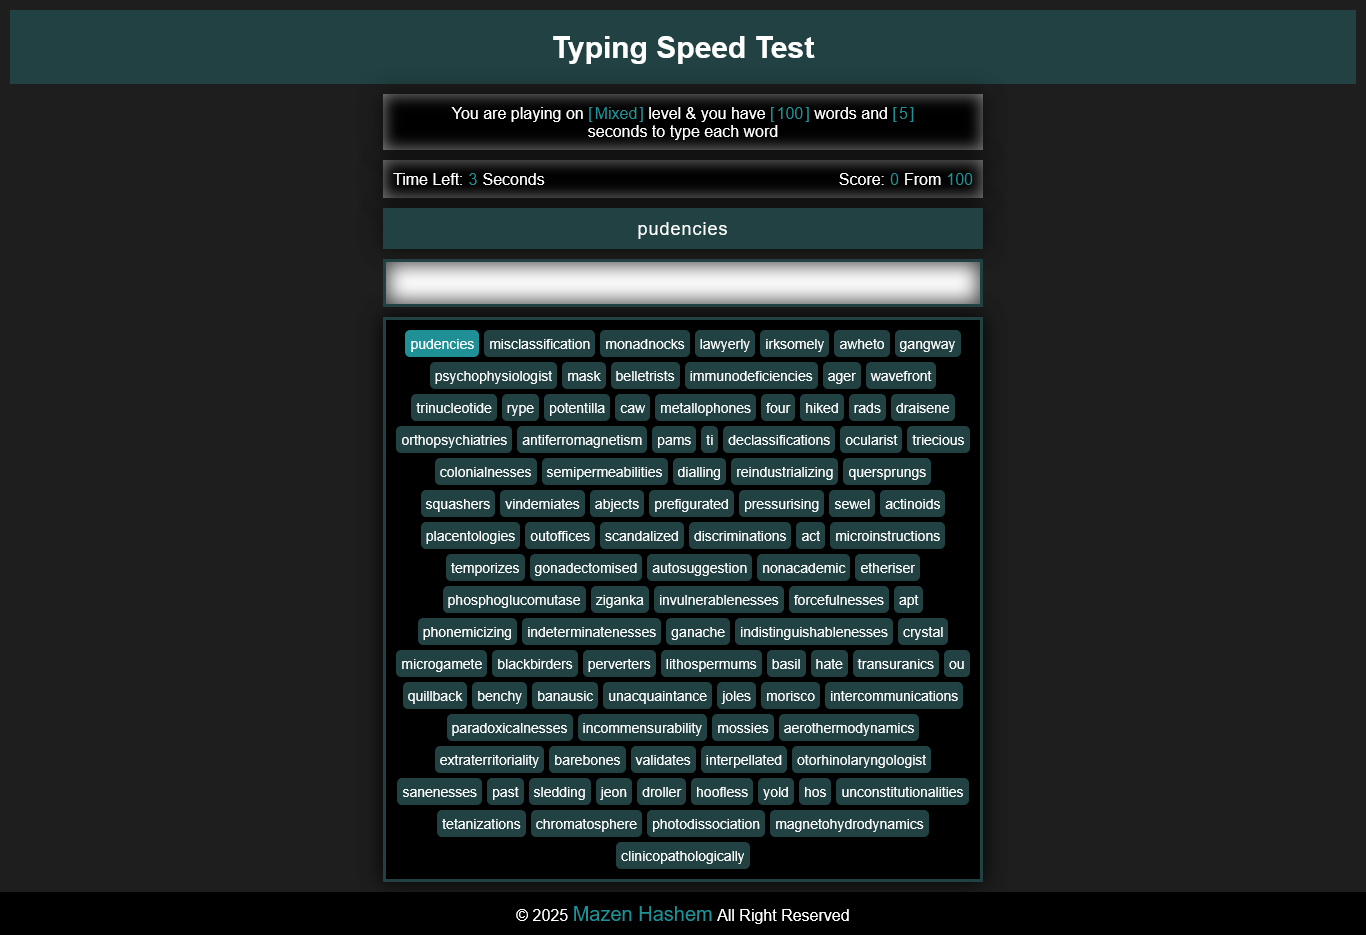 Typing Speed Test
You are playing on [Mixed] level & you have [100] words and [5]
seconds to type each word
Time Left: 3 Seconds Score: 0 From 100
pudencies
pudencies misclassification monadnocks lawyerly irksomely awheto gangway
psychophysiologist mask belletrists immunodeficiencies ager wavefront
trinucleotide rype potentilla caw metallophones four hiked rads draisene
orthopsychiatries antiferromagnetism pams ti declassifications ocularist triecious
colonialnesses semipermeabilities dialling reindustrializing quersprungs
squashers vindemiates abjects prefigurated pressurising sewel actinoids
placentologies outoffices scandalized discriminations act microinstructions
temporizes gonadectomised autosuggestion nonacademic etheriser
phosphoglucomutase ziganka invulnerablenesses forcefulnesses apt
phonemicizing indeterminatenesses ganache indistinguishablenesses crystal
microgamete blackbirders perverters lithospermums basil hate transuranics ou
quillback benchy banausic unacquaintance joles morisco intercommunications
paradoxicalnesses incommensurability mossies aerothermodynamics
extraterritoriality barebones validates interpellated otorhinolaryngologist
sanenesses past sledding jeon droller hoofless yold hos unconstitutionalities
tetanizations chromatosphere photodissociation magnetohydrodynamics
clinicopathologically
© 2025 Mazen Hashem All Right Reserved